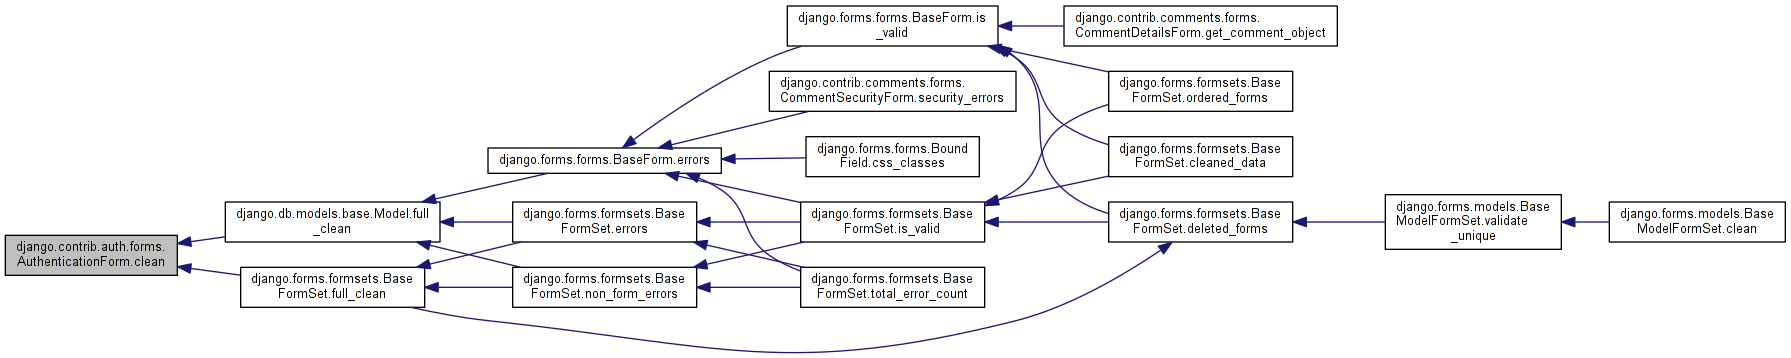 django.forms.forms.BaseForm.is
_valid
django.contrib.comments.forms.
CommentDetailsForm.get_comment_object
django.contrib.comments.forms.
CommentSecurityForm.security_errors
django.forms.formsets.Base
FormSet.ordered_forms
django.forms.forms.BaseForm.errors
django.forms.forms.Bound
Field.css_classes
django.forms.formsets.Base
FormSet.cleaned_data
django.contrib.auth.forms.
AuthenticationForm.clean
django.db.models.base.Model.full
_clean
django.forms.formsets.Base
FormSet.errors
django.forms.formsets.Base
FormSet.is_valid
django.forms.formsets.Base
FormSet.deleted_forms
django.forms.models.Base
ModelFormSet.validate
_unique
django.forms.models.Base
ModelFormSet.clean
django.forms.formsets.Base
FormSet.full_clean
django.forms.formsets.Base
FormSet.non_form_errors
django.forms.formsets.Base
FormSet.total_error_count